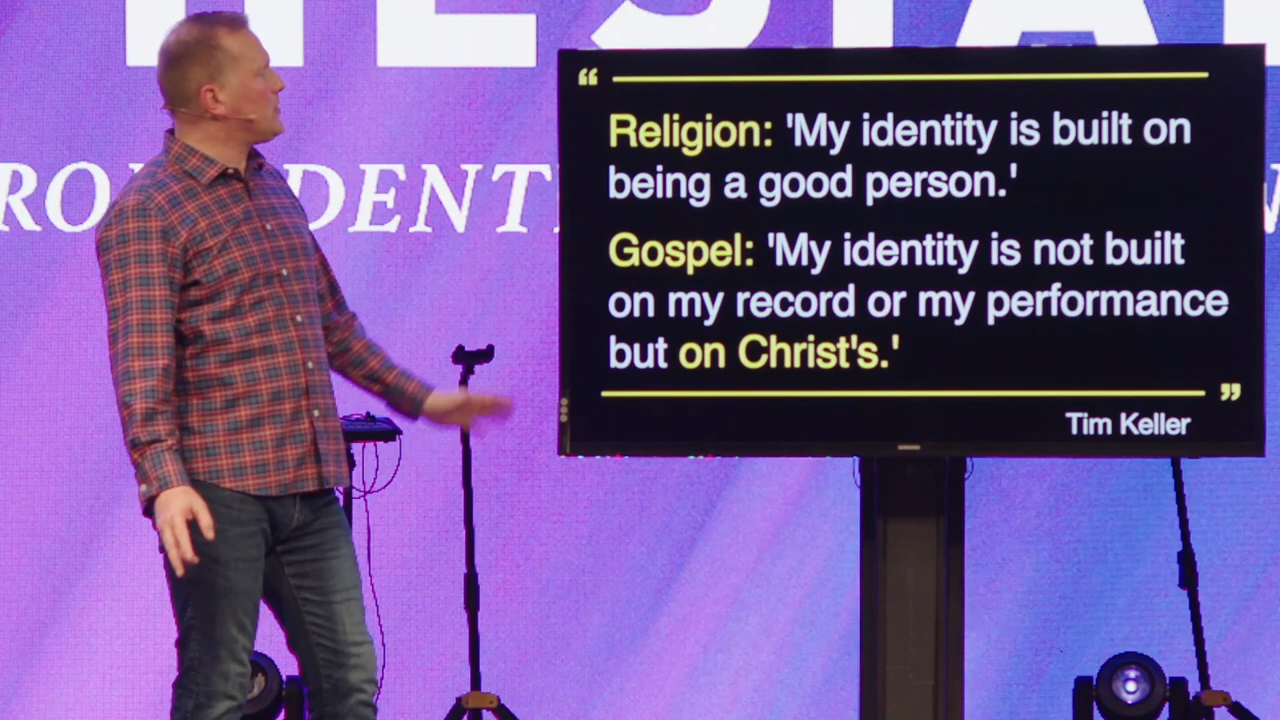 “
Religion: 'My identity is built on
being a good person.'
Gospel: 'My identity is not built
on my record or my performance
but on Christ's.'
”
Tim Keller